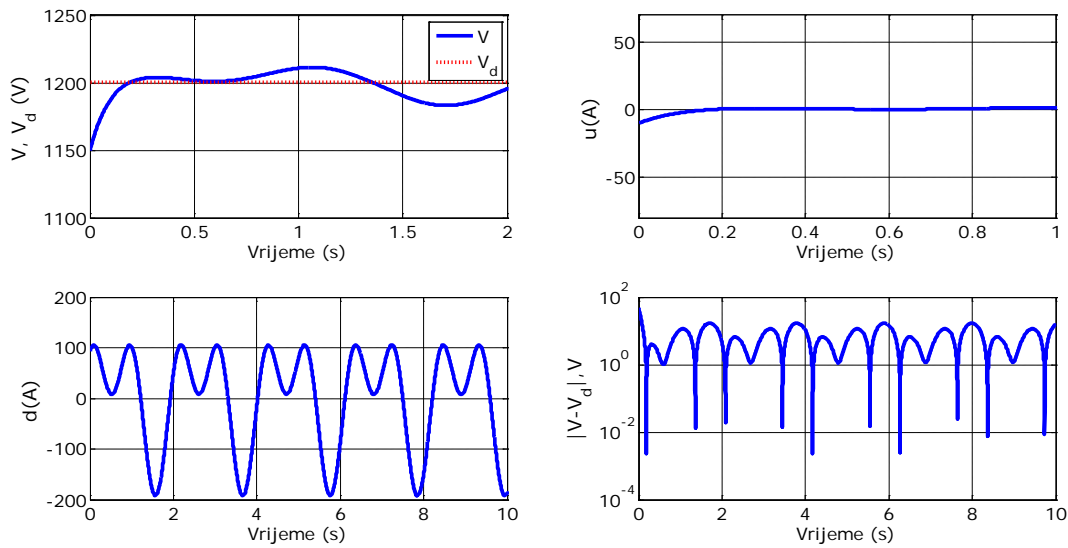 1250
1200
1150
1100
V, V_d (V)
V
V_d
0 0.5 1 1.5 2
Vrijeme (s)
50
0
-50
u(A)
0 0.2 0.4 0.6 0.8 1
Vrijeme (s)
200
100
0
-100
-200
d(A)
0 2 4 6 8 10
Vrijeme (s)
10^2
10^0
10^-2
10^-4
|V-V_d|,V
0 2 4 6 8 10
Vrijeme (s)